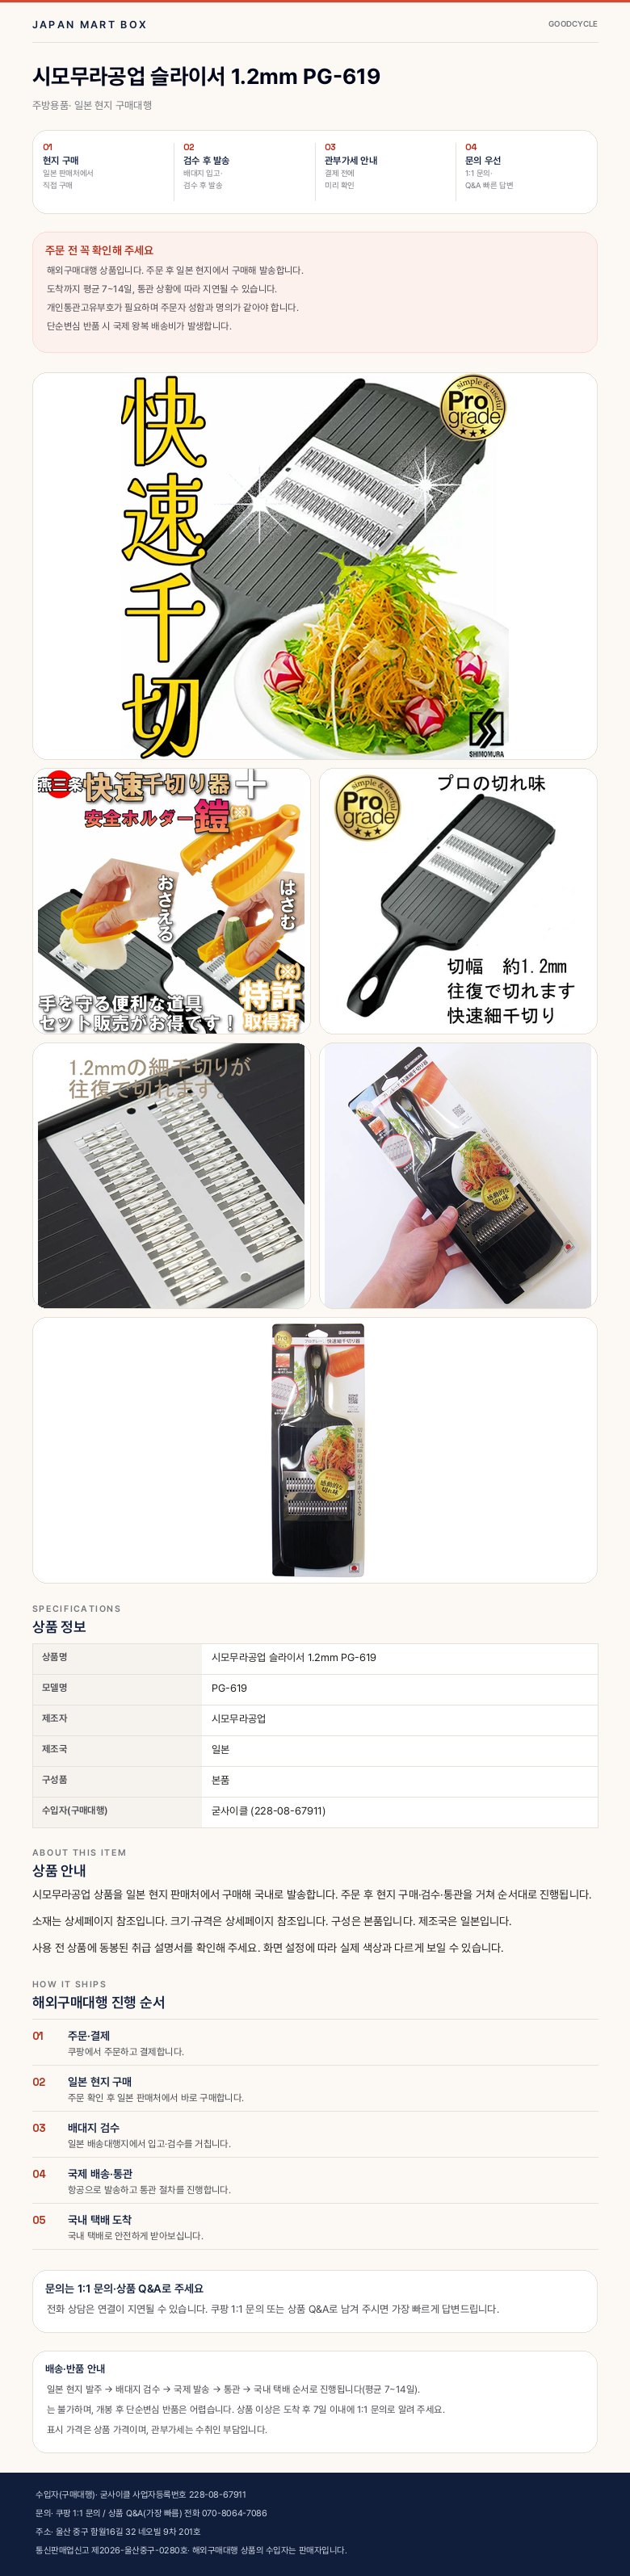 JAPAN MART BOX
GOODCYCLE
시모무라공업 슬라이서 1.2mm PG-619
주방용품· 일본 현지 구매대행
01
현지 구매
일본 판매처에서
직접 구매
02
검수 후 발송
배대지 입고·
검수 후 발송
03
관부가세 안내
결제 전에
미리 확인
04
문의 우선
1:1 문의·
Q&A 빠른 답변
주문 전 꼭 확인해 주세요
해외구매대행 상품입니다. 주문 후 일본 현지에서 구매해 발송합니다.
도착까지 평균 7~14일, 통관 상황에 따라 지연될 수 있습니다.
개인통관고유부호가 필요하며 주문자 성함과 명의가 같아야 합니다.
단순변심 반품 시 국제 왕복 배송비가 발생합니다.
快速千切
simple & useful
Pro
grade
SHIMOMURA
燕三条 快速千切り器+
安全ホルダー鎧(※)
おさえる
はさむ
手を守る便利な道具
セット販売がお得です!
(※)
特許
取得済
プロの切れ味
simple & useful
Pro
grade
切幅 約1.2㎜
往復で切れます
快速細千切り
1.2mmの細千切りが
往復で切れます。
感動的な
切れ味
快速細千切り器
感動的な
切れ味
SPECIFICATIONS
상품 정보
상품명 시모무라공업 슬라이서 1.2mm PG-619
모델명 PG-619
제조자 시모무라공업
제조국 일본
구성품 본품
수입자(구매대행) 굳사이클 (228-08-67911)
ABOUT THIS ITEM
상품 안내
시모무라공업 상품을 일본 현지 판매처에서 구매해 국내로 발송합니다. 주문 후 현지 구매·검수·통관을 거쳐 순서대로 진행됩니다.
소재는 상세페이지 참조입니다. 크기·규격은 상세페이지 참조입니다. 구성은 본품입니다. 제조국은 일본입니다.
사용 전 상품에 동봉된 취급 설명서를 확인해 주세요. 화면 설정에 따라 실제 색상과 다르게 보일 수 있습니다.
HOW IT SHIPS
해외구매대행 진행 순서
01 주문·결제
쿠팡에서 주문하고 결제합니다.
02 일본 현지 구매
주문 확인 후 일본 판매처에서 바로 구매합니다.
03 배대지 검수
일본 배송대행지에서 입고·검수를 거칩니다.
04 국제 배송·통관
항공으로 발송하고 통관 절차를 진행합니다.
05 국내 택배 도착
국내 택배로 안전하게 받아보십니다.
문의는 1:1 문의·상품 Q&A로 주세요
전화 상담은 연결이 지연될 수 있습니다. 쿠팡 1:1 문의 또는 상품 Q&A로 남겨 주시면 가장 빠르게 답변드립니다.
배송·반품 안내
일본 현지 발주 → 배대지 검수 → 국제 발송 → 통관 → 국내 택배 순서로 진행됩니다(평균 7~14일).
는 불가하며, 개봉 후 단순변심 반품은 어렵습니다. 상품 이상은 도착 후 7일 이내에 1:1 문의로 알려 주세요.
표시 가격은 상품 가격이며, 관부가세는 수취인 부담입니다.
수입자(구매대행)· 굳사이클 사업자등록번호 228-08-67911
문의· 쿠팡 1:1 문의 / 상품 Q&A(가장 빠름) 전화 070-8064-7086
주소· 울산 중구 함월16길 32 네오빌 9차 201호
통신판매업신고 제2026-울산중구-0280호· 해외구매대행 상품의 수입자는 판매자입니다.